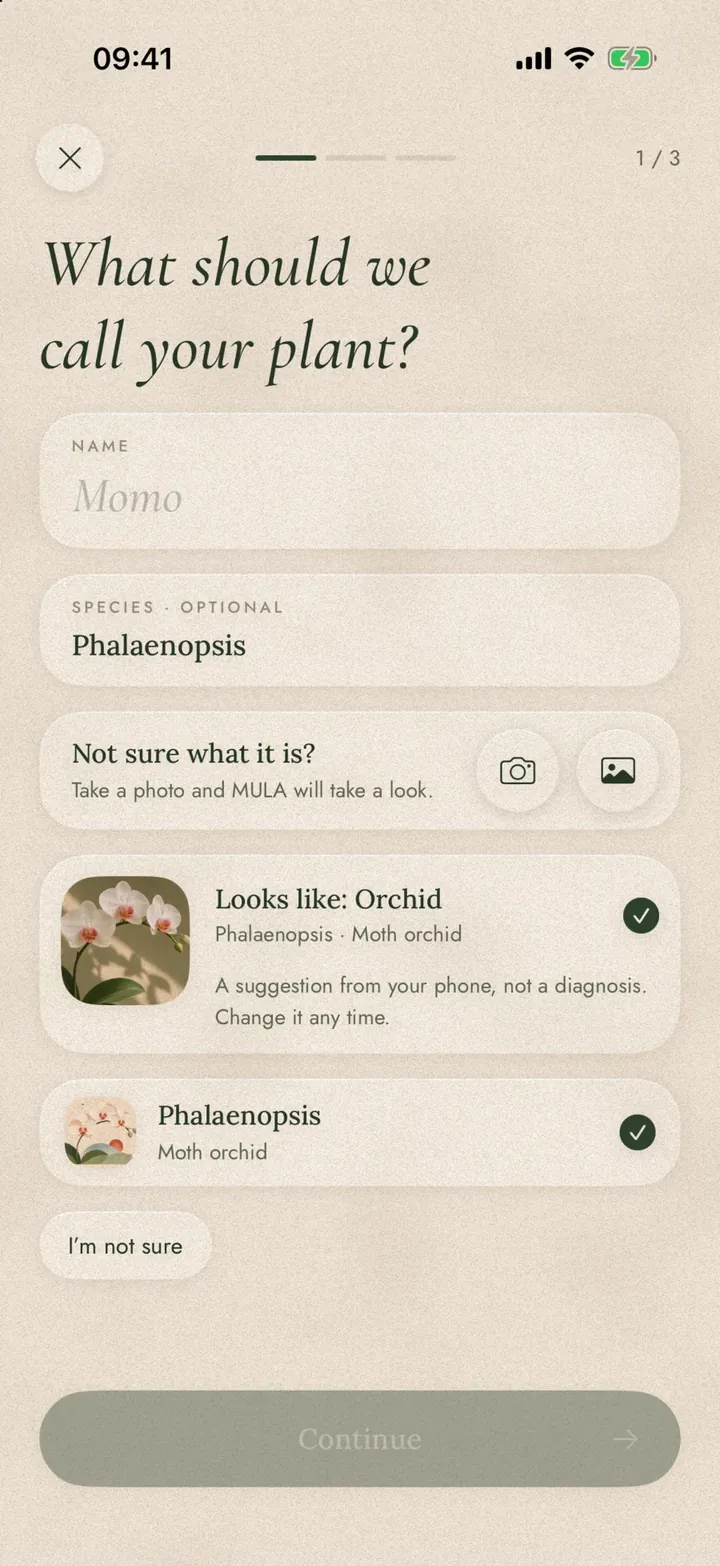 09:41
1 / 3
What should we
call your plant?
NAME
Momo
SPECIES · OPTIONAL
Phalaenopsis
Not sure what it is?
Take a photo and MULA will take a look.
Looks like: Orchid
Phalaenopsis · Moth orchid
A suggestion from your phone, not a diagnosis.
Change it any time.
Phalaenopsis
Moth orchid
I’m not sure
Continue